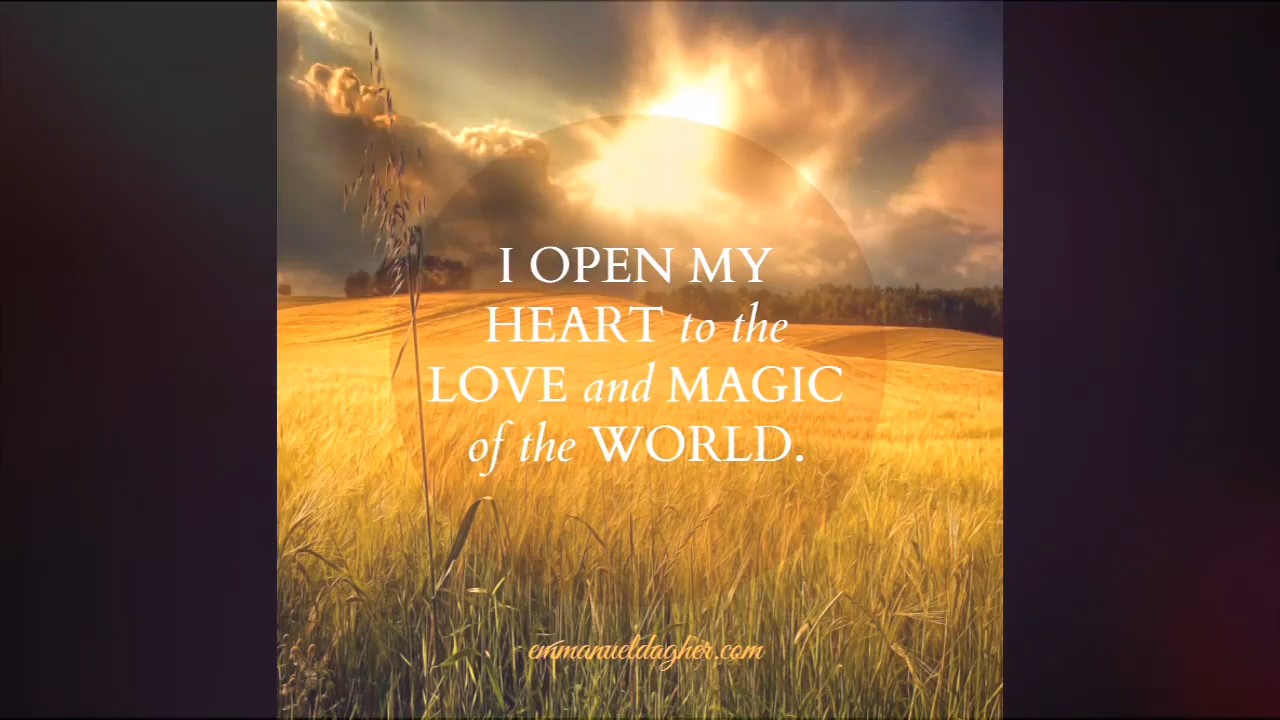 I OPEN MY
HEART to the
LOVE and MAGIC
of the WORLD.
emmanueldagher.com